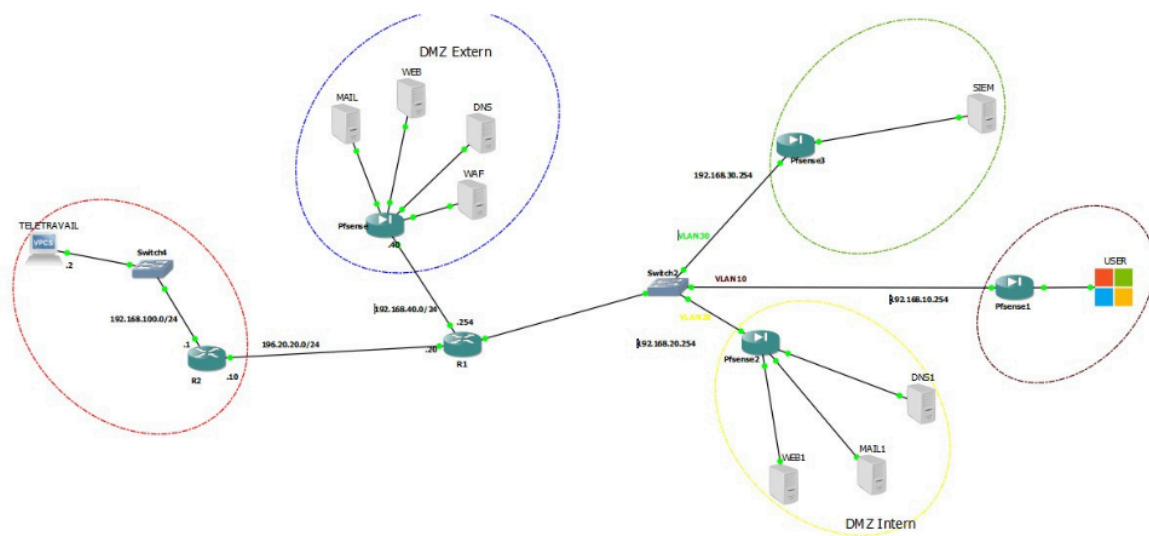 DMZ Extern
WEB
MAIL
DNS
WAF
Pfsense
.40
SIEM
Pfsense3
192.168.30.254
VLAN30
TELETRAVAIL
VPCS
.2
Switch4
192.168.100.0/24
.1
R2
.10
196.20.20.0/24
192.168.40.0/24
.254
.20
R1
Switch2
VLAN10
192.168.10.254
Pfsense1
USER
192.168.20.254
Pfsense2
DNS1
WEB1
MAIL1
DMZ Intern